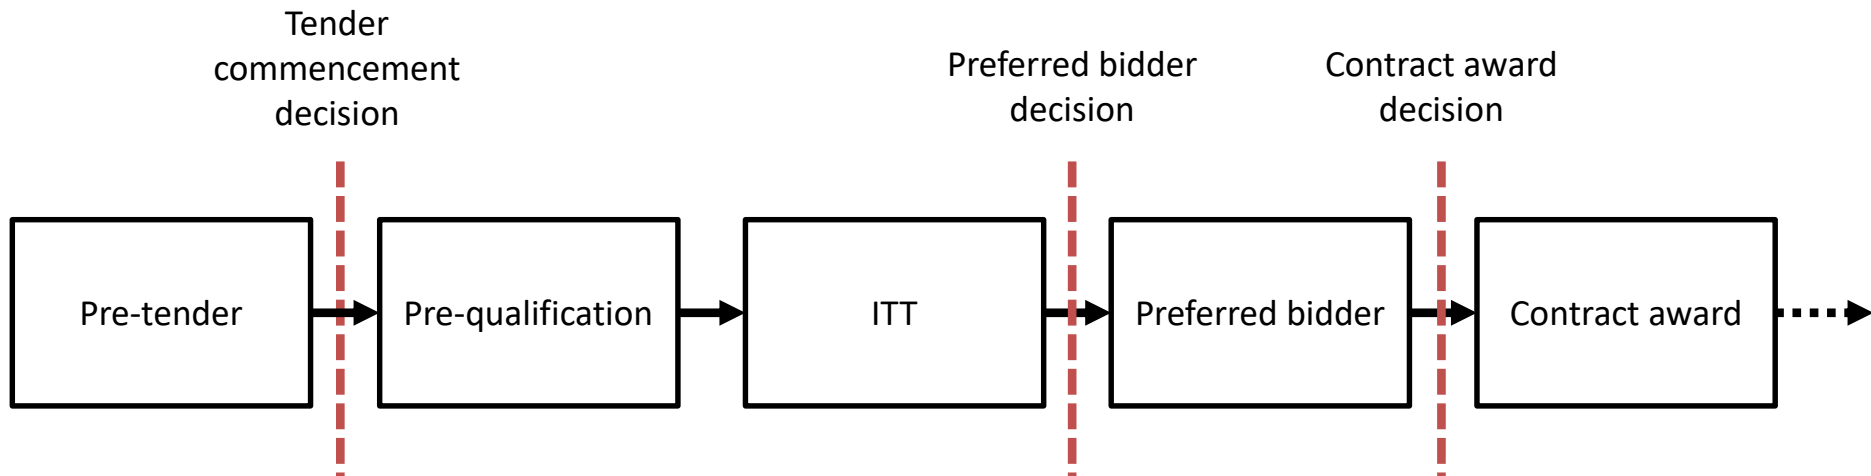 Tender
commencement
decision
Preferred bidder
decision
Contract award
decision
Pre-tender
Pre-qualification
ITT
Preferred bidder
Contract award